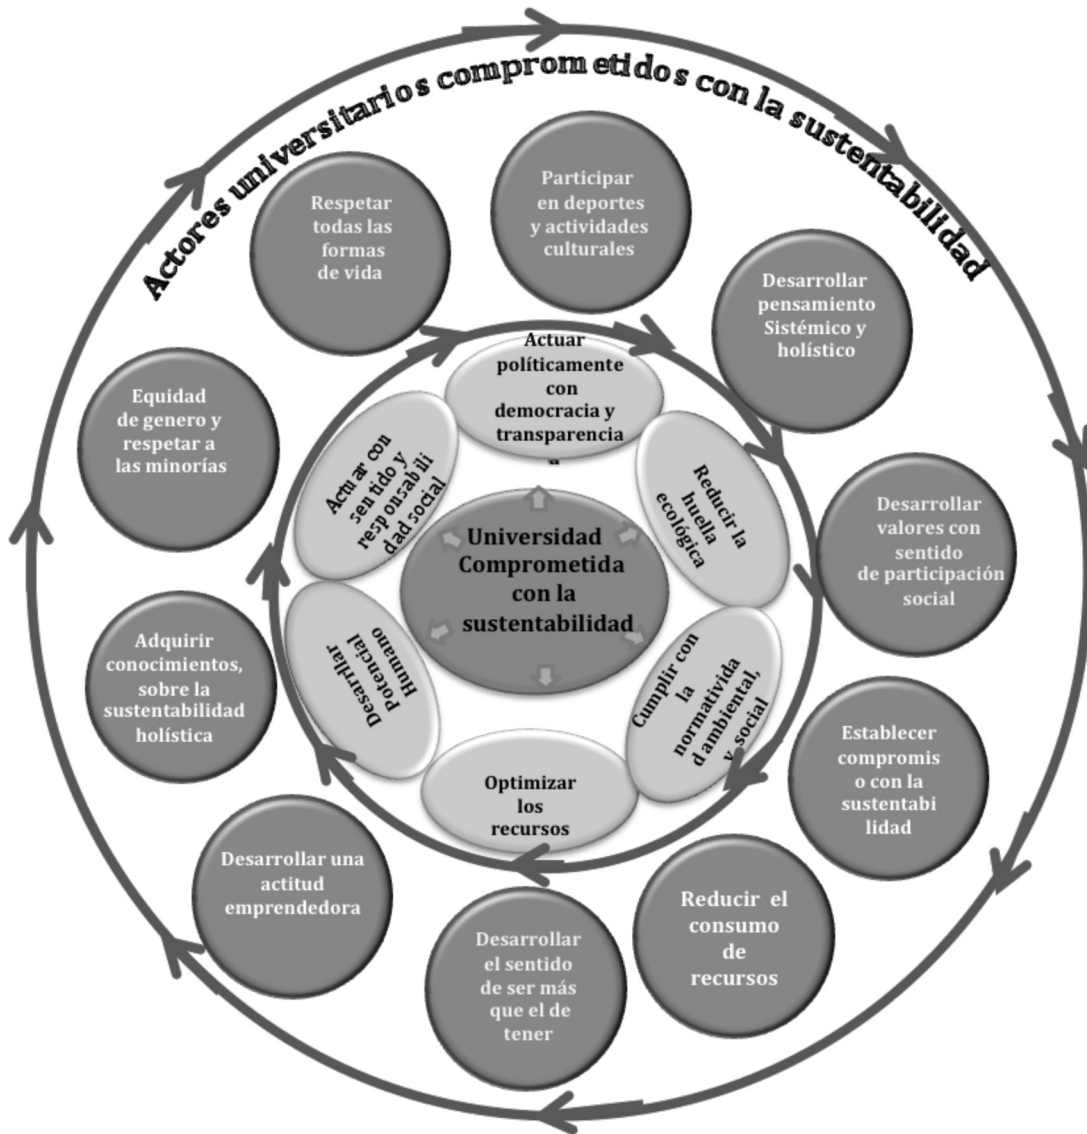 Actores universitarios comprometidos con la sustentabilidad
Participar
en deportes
y actividades
culturales
Desarrollar
pensamiento
Sistémico y
holístico
Desarrollar
valores con
sentido
de participación
social
Establecer
compromis
o con la
sustentabi
lidad
Reducir el
consumo
de
recursos
Desarrollar
el sentido
de ser más
que el de
tener
Desarrollar una
actitud
emprendedora
Adquirir
conocimientos,
sobre la
sustentabilidad
holística
Equidad
de genero y
respetar a
las minorías
Respetar
todas las
formas
de vida
Actuar
políticamente
con
democracia y
transparencia
Reducir la
huella
ecológica
Cumplir con
la
normativida
d ambiental,
y social
Optimizar
los
recursos
Desarrllar
Potencial
Humano
Actuar con
sentido y
responsabili
dad social
Universidad
Comprometida
con la
sustentabilidad